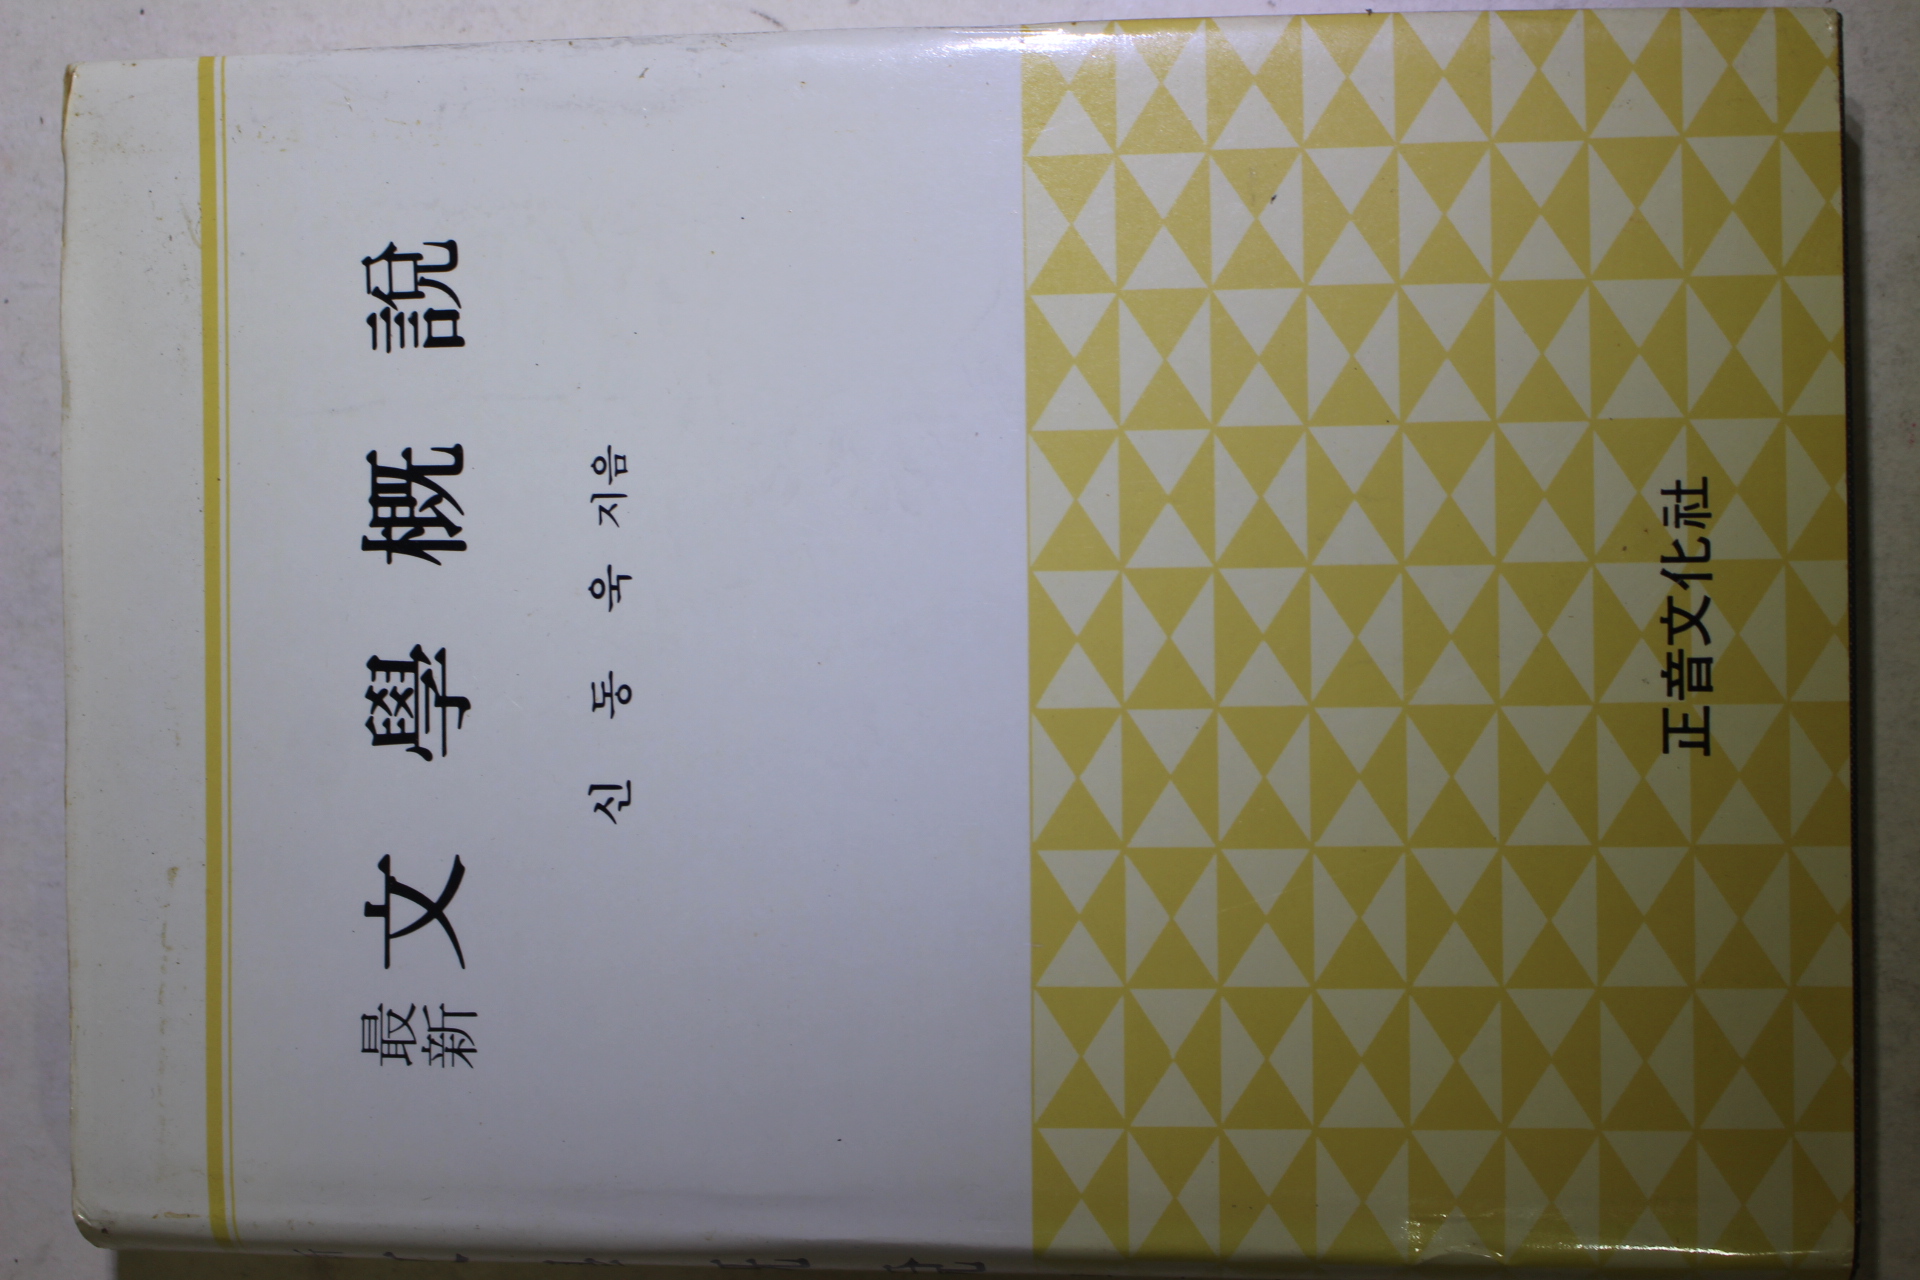 最新 文學概說
신동욱 지음
正音文化社